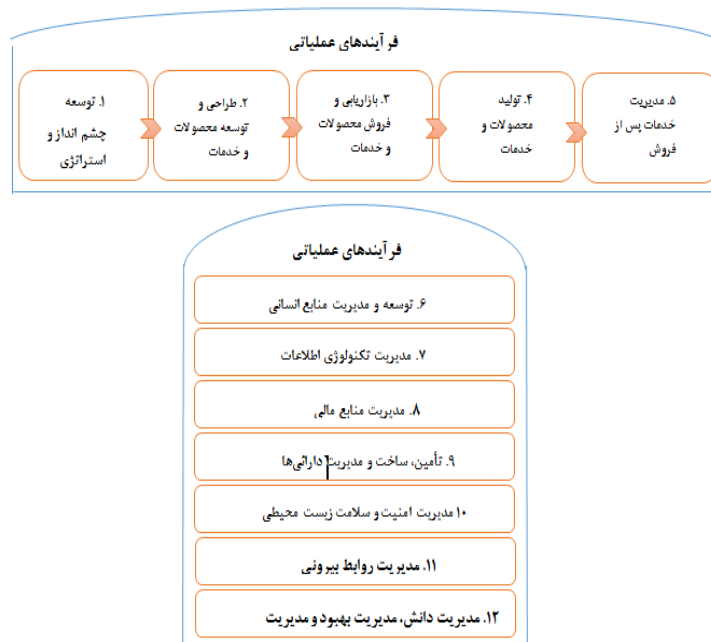 فرآیندهای عملیاتی
۱. توسعه
چشم انداز و
استراتژی
۲. طراحی و
توسعه محصولات
و خدمات
۳. بازاریابی و
فروش محصولات
و خدمات
۴. تولید
محصولات و
خدمات
۵. مدیریت
خدمات پس از
فروش
فرآیندهای عملیاتی
۶. توسعه و مدیریت منابع انسانی
۷. مدیریت تکنولوژی اطلاعات
۸. مدیریت منابع مالی
۹. تأمین، ساخت و مدیریت دارائی‌ها
۱۰ مدیریت امنیت و سلامت زیست محیطی
۱۱. مدیریت روابط بیرونی
۱۲. مدیریت دانش، مدیریت بهبود و مدیریت